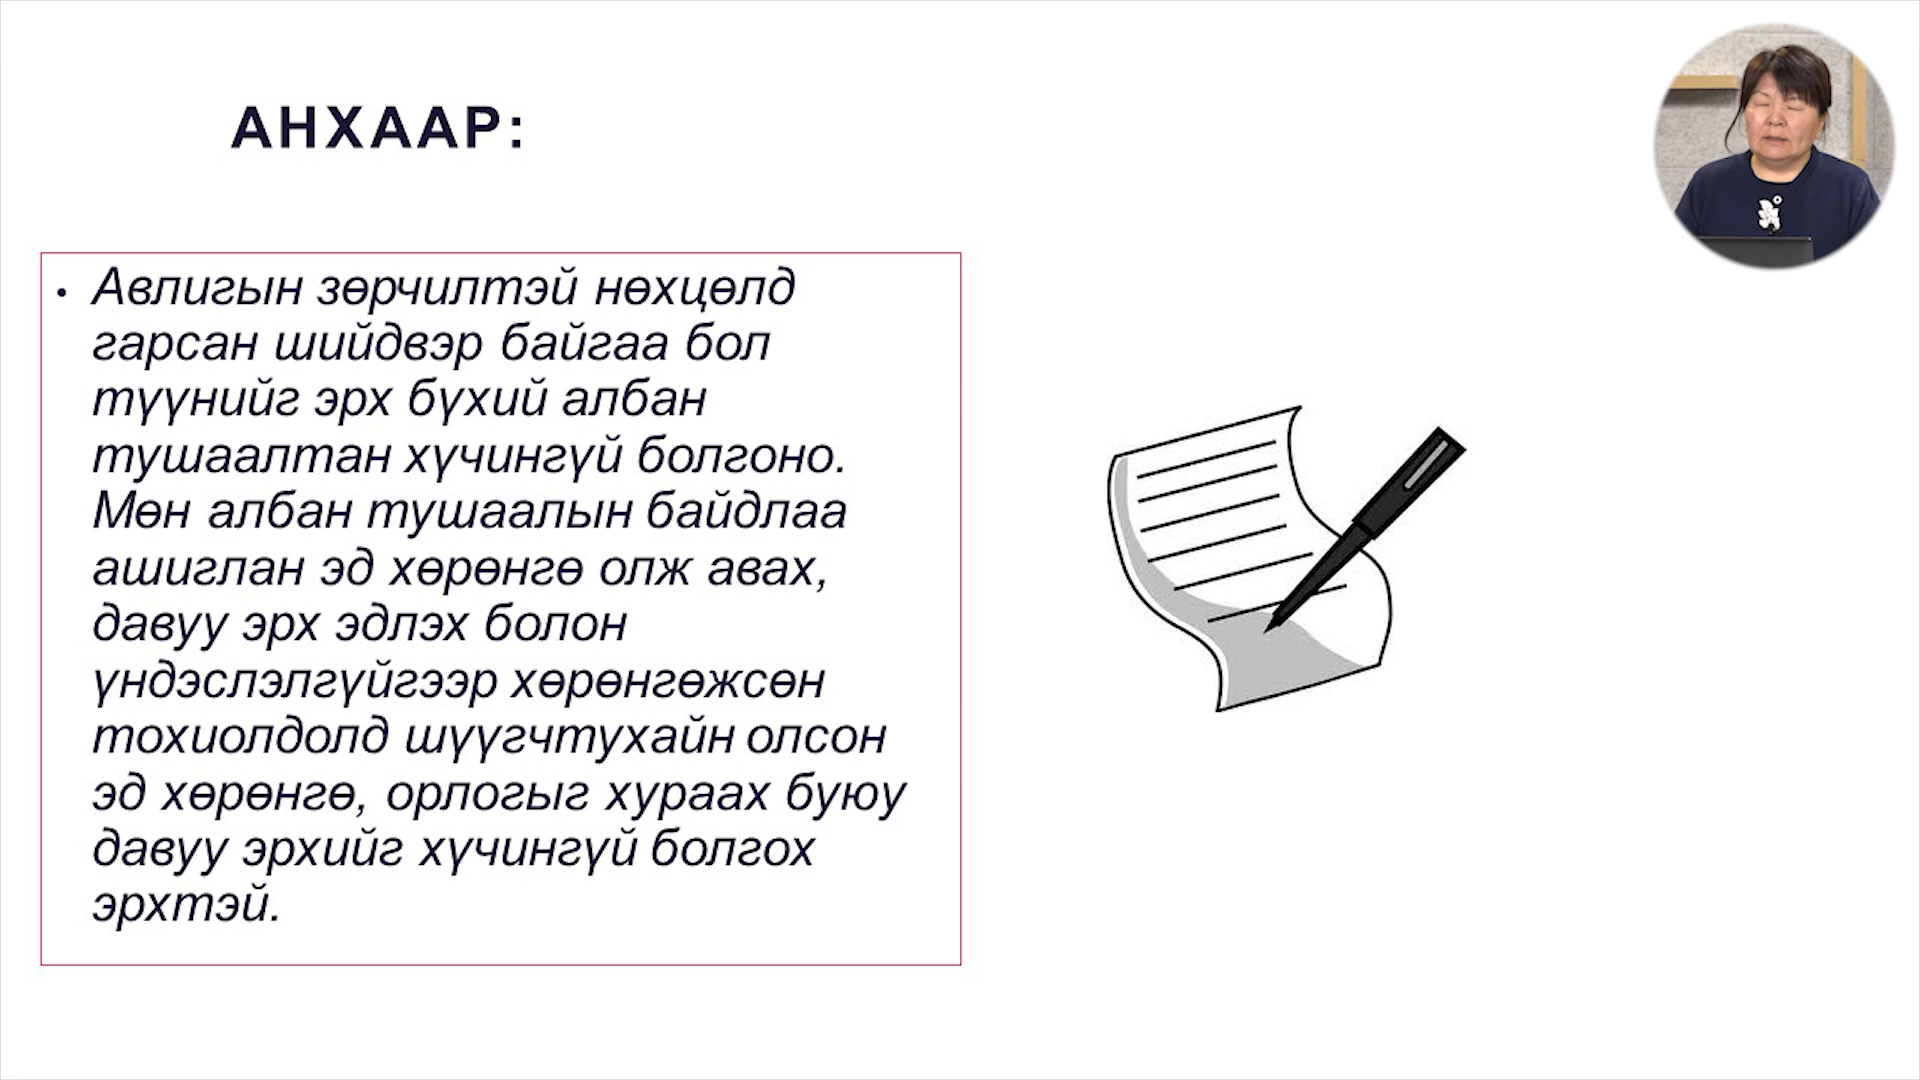 АНХААР:
• Авлигын зөрчилтэй нөхцөлд
гарсан шийдвэр байгаа бол
түүнийг эрх бүхий албан
тушаалтан хүчингүй болгоно.
Мөн албан тушаалын байдлаа
ашиглан эд хөрөнгө олж авах,
давуу эрх эдлэх болон
үндэслэлгүйгээр хөрөнгөжсөн
тохиолдолд шүүгчтухайн олсон
эд хөрөнгө, орлогыг хураах буюу
давуу эрхийг хүчингүй болгох
эрхтэй.